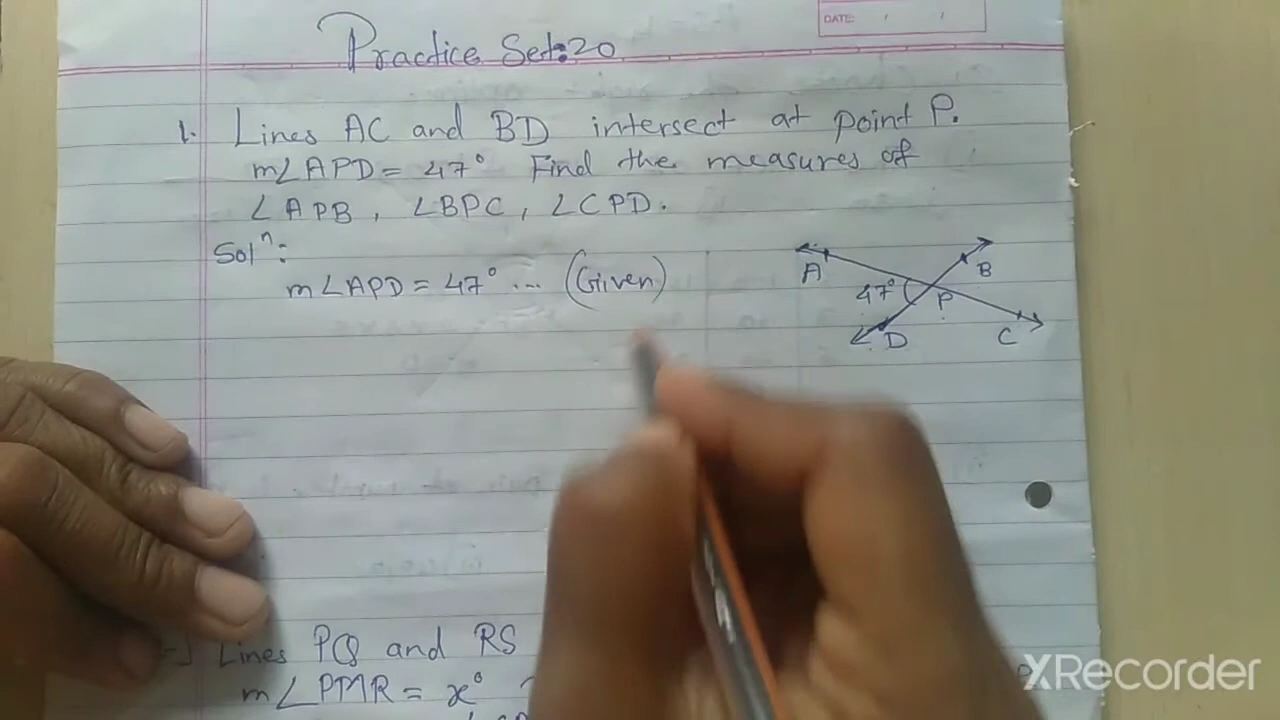 DATE:
Practice Set:20
1. Lines AC and BD intersect at point P.
m∠APD = 47° Find the measures of
∠APB, ∠BPC, ∠CPD.
Solⁿ:
m∠APD = 47° ... (Given)
A
B
47°
P
D
C
Lines PQ and RS
m∠PMR = x°
XRecorder